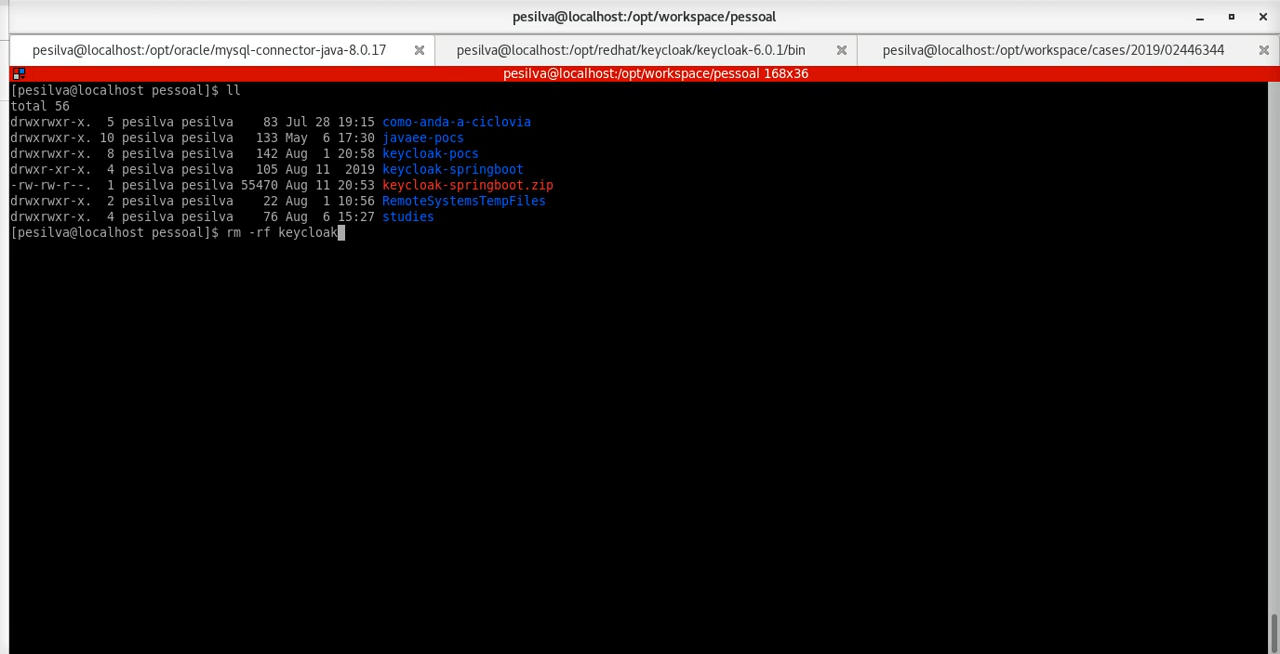 pesilva@localhost:/opt/workspace/pessoal
pesilva@localhost:/opt/oracle/mysql-connector-java-8.0.17 pesilva@localhost:/opt/redhat/keycloak/keycloak-6.0.1/bin pesilva@localhost:/opt/workspace/cases/2019/02446344
pesilva@localhost:/opt/workspace/pessoal 168x36
[pesilva@localhost pessoal]$ ll
total 56
drwxrwxr-x.  5 pesilva pesilva    83 Jul 28 19:15 como-anda-a-ciclovia
drwxrwxr-x. 10 pesilva pesilva   133 May  6 17:30 javaee-pocs
drwxrwxr-x.  8 pesilva pesilva   142 Aug  1 20:58 keycloak-pocs
drwxr-xr-x.  4 pesilva pesilva   105 Aug 11  2019 keycloak-springboot
-rw-rw-r--.  1 pesilva pesilva 55470 Aug 11 20:53 keycloak-springboot.zip
drwxrwxr-x.  2 pesilva pesilva    22 Aug  1 10:56 RemoteSystemsTempFiles
drwxrwxr-x.  4 pesilva pesilva    76 Aug  6 15:27 studies
[pesilva@localhost pessoal]$ rm -rf keycloak